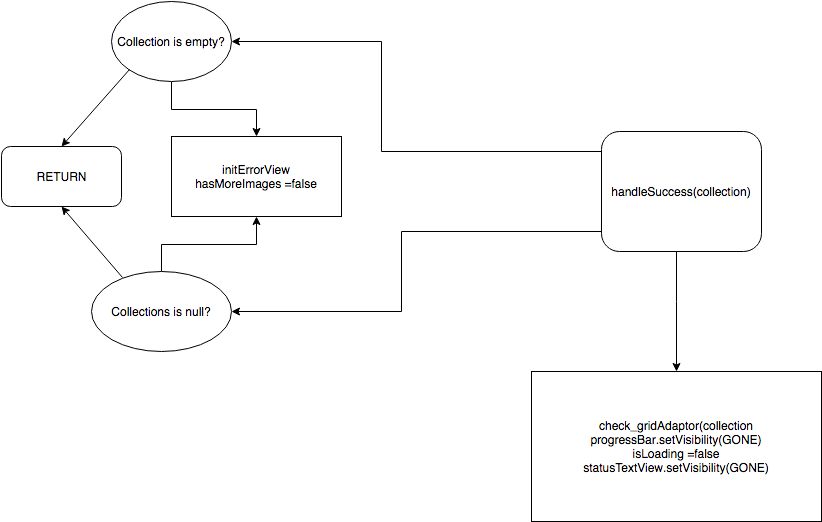 Collection is empty?
RETURN
initErrorView
hasMoreImages =false
handleSuccess(collection)
Collections is null?
check_gridAdaptor(collection
progressBar.setVisibility(GONE)
isLoading =false
statusTextView.setVisibility(GONE)